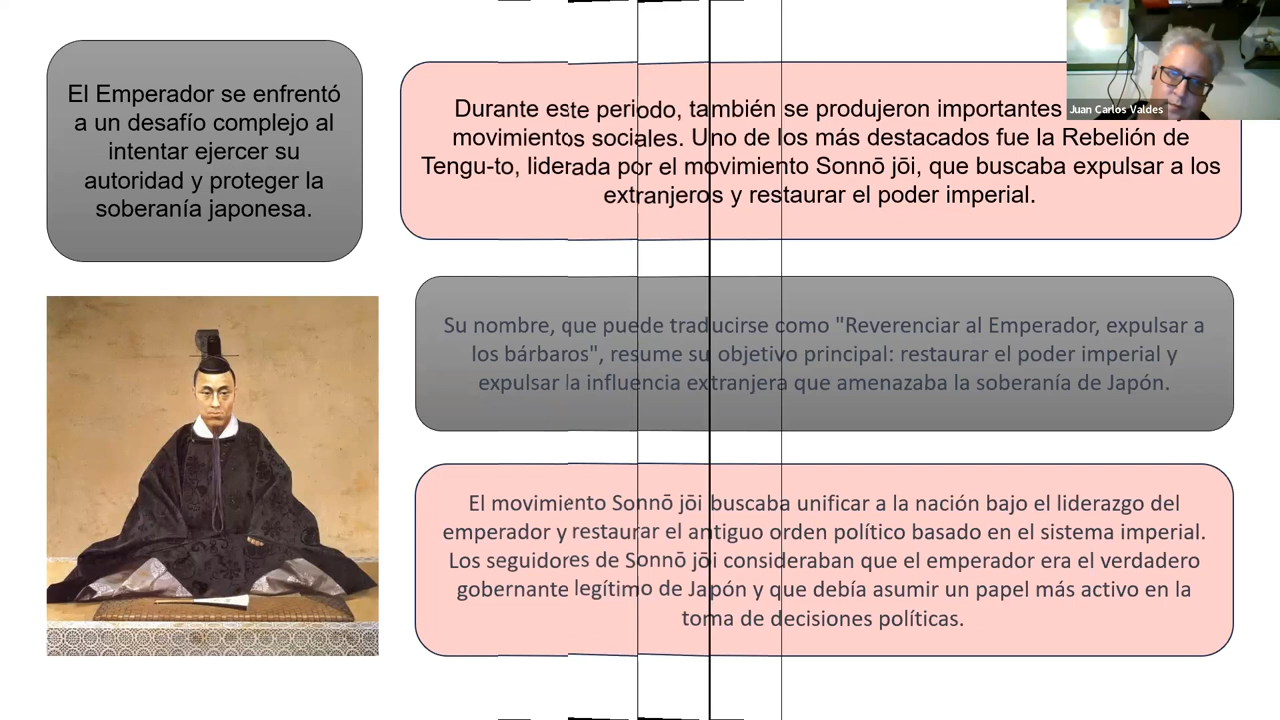 El Emperador se enfrentó
a un desafío complejo al
intentar ejercer su
autoridad y proteger la
soberanía japonesa.
Durante este periodo, también se produjeron importantes
movimientos sociales. Uno de los más destacados fue la Rebelión de
Tengu-to, liderada por el movimiento Sonnō jōi, que buscaba expulsar a los
extranjeros y restaurar el poder imperial.
Juan Carlos Valdes
Su nombre, que puede traducirse como "Reverenciar al Emperador, expulsar a
los bárbaros", resume su objetivo principal: restaurar el poder imperial y
expulsar la influencia extranjera que amenazaba la soberanía de Japón.
El movimiento Sonnō jōi buscaba unificar a la nación bajo el liderazgo del
emperador y restaurar el antiguo orden político basado en el sistema imperial.
Los seguidores de Sonnō jōi consideraban que el emperador era el verdadero
gobernante legítimo de Japón y que debía asumir un papel más activo en la
toma de decisiones políticas.